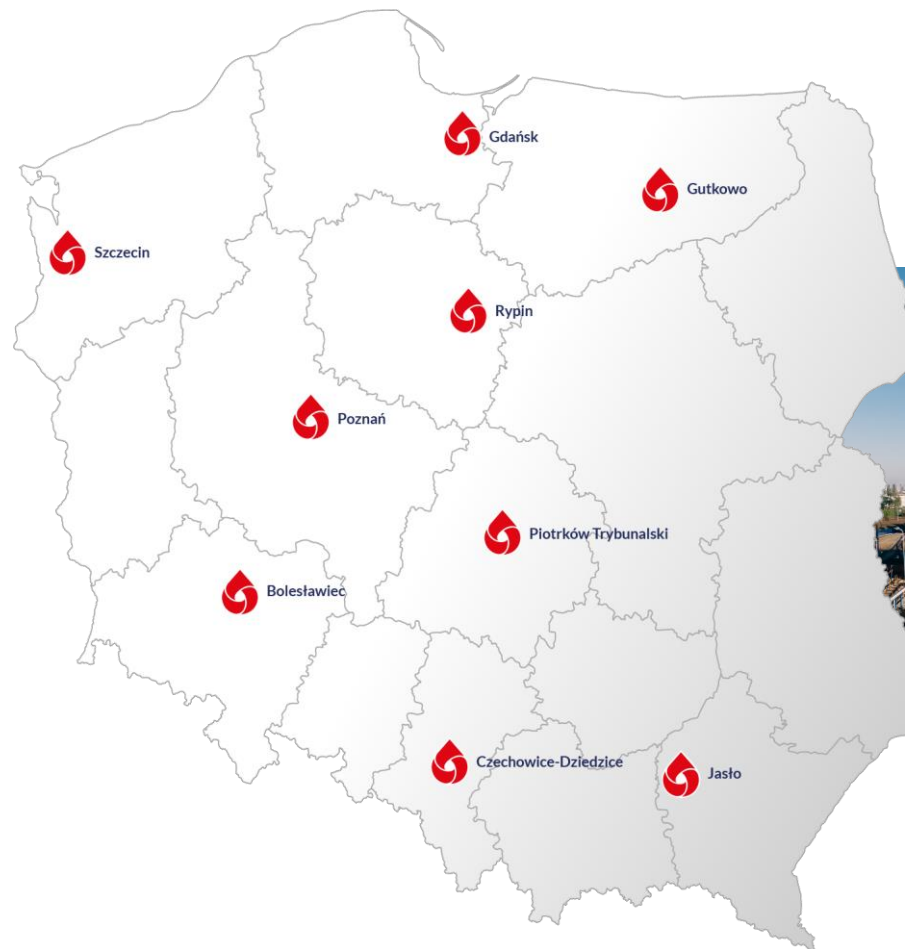 Gdańsk
Gutkowo
Szczecin
Rypin
Poznań
Piotrków Trybunalski
Bolesławiec
Czechowice-Dziedzice
Jasło